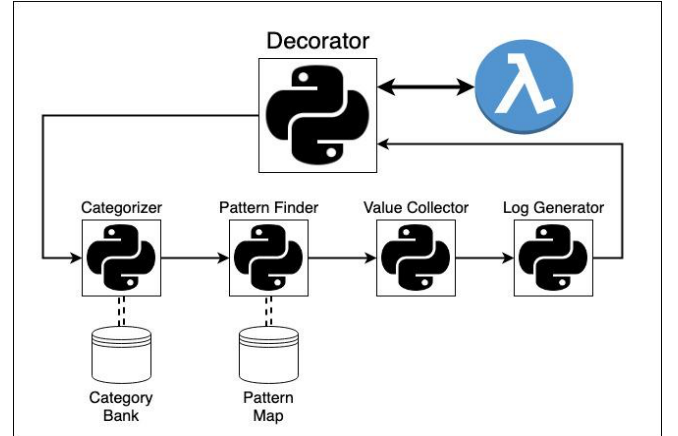 Decorator
λ
Categorizer
Pattern Finder
Value Collector
Log Generator
Category
Bank
Pattern
Map